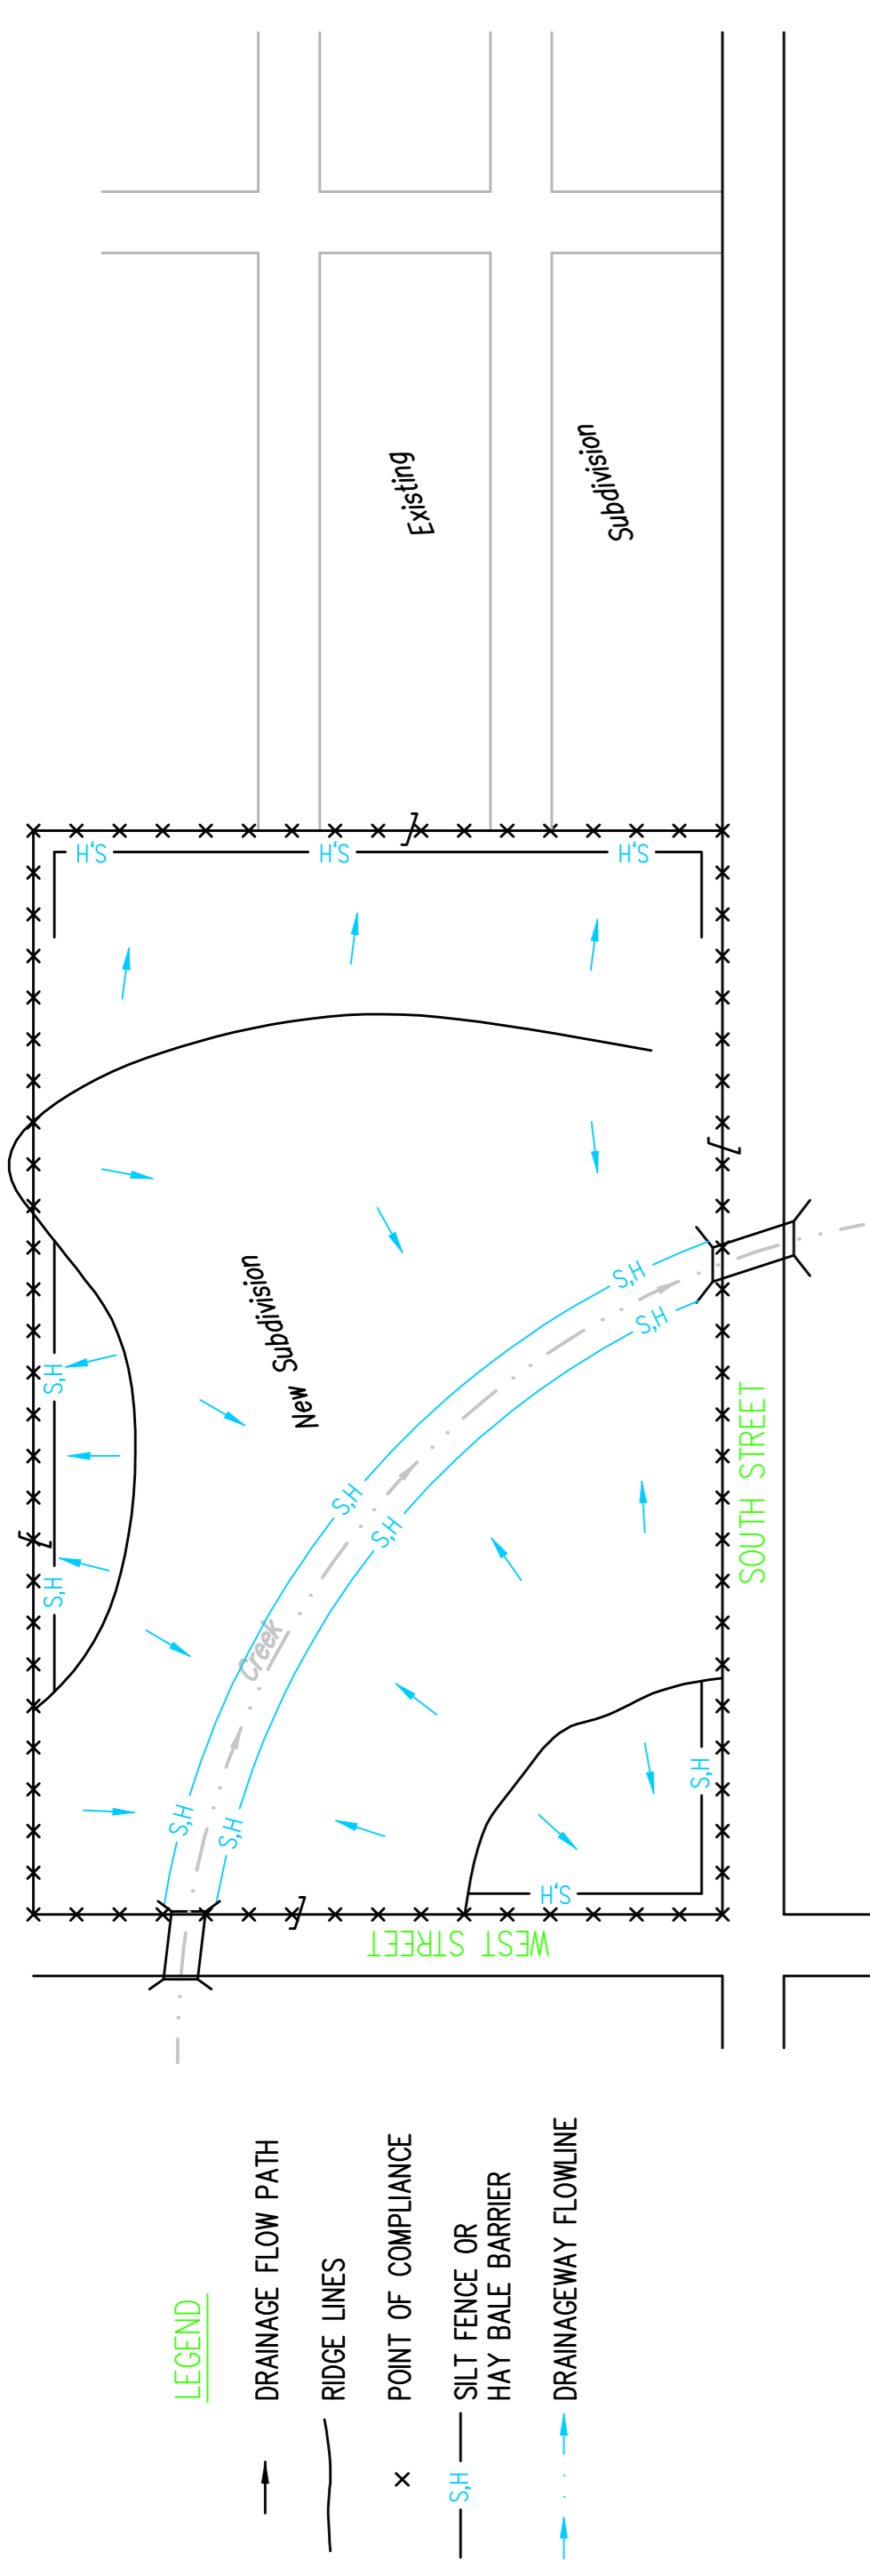 Existing
Subdivision
S,H
S,H
S,H
New Subdivision
S,H
S,H
S,H
S,H
S,H
S,H
Creek
S,H
S,H
S,H
S,H
SOUTH STREET
WEST STREET
LEGEND
DRAINAGE FLOW PATH
RIDGE LINES
POINT OF COMPLIANCE
S,H
SILT FENCE OR
HAY BALE BARRIER
DRAINAGEWAY FLOWLINE